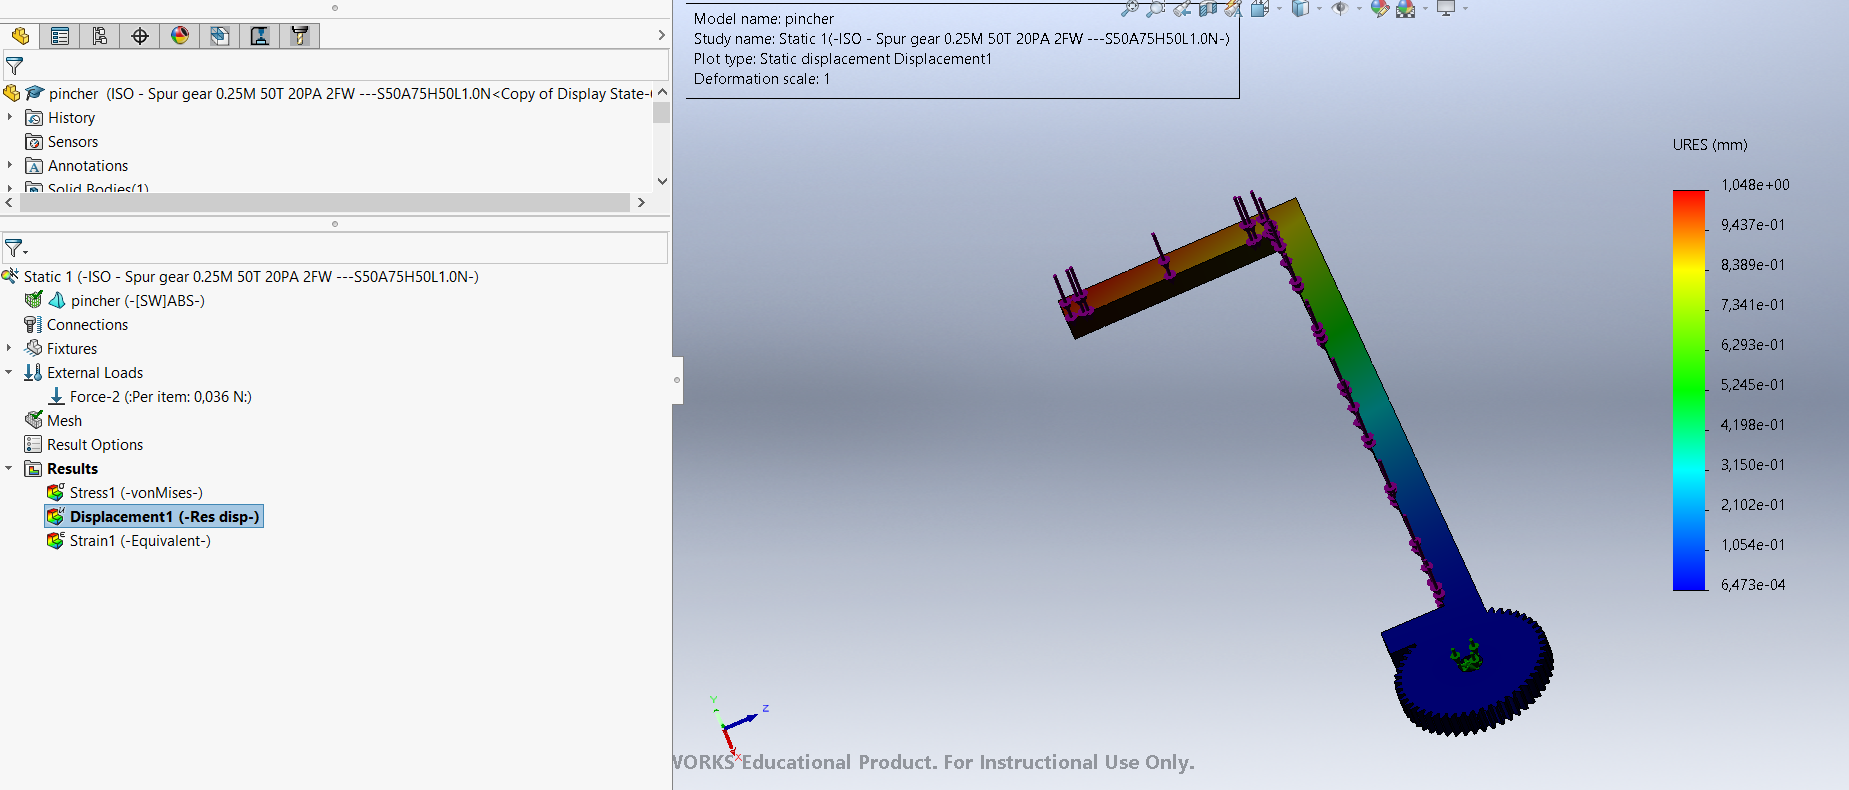 pincher (ISO - Spur gear 0.25M 50T 20PA 2FW ---S50A75H50L1.0N<Copy of Display State-
History
Sensors
Annotations
A
Solid Bodies(1)
Static 1 (-ISO - Spur gear 0.25M 50T 20PA 2FW ---S50A75H50L1.0N-)
pincher (-[SW]ABS-)
Connections
Fixtures
External Loads
Force-2 (:Per item: 0,036 N:)
Mesh
Result Options
Results
Stress1 (-vonMises-)
Displacement1 (-Res disp-)
Strain1 (-Equivalent-)
Model name: pincher
Study name: Static 1(-ISO - Spur gear 0.25M 50T 20PA 2FW ---S50A75H50L1.0N-)
Plot type: Static displacement Displacement1
Deformation scale: 1
URES (mm)
1,048e+00
9,437e-01
8,389e-01
7,341e-01
6,293e-01
5,245e-01
4,198e-01
3,150e-01
2,102e-01
1,054e-01
6,473e-04
Y
Z
X
WORKS Educational Product. For Instructional Use Only.